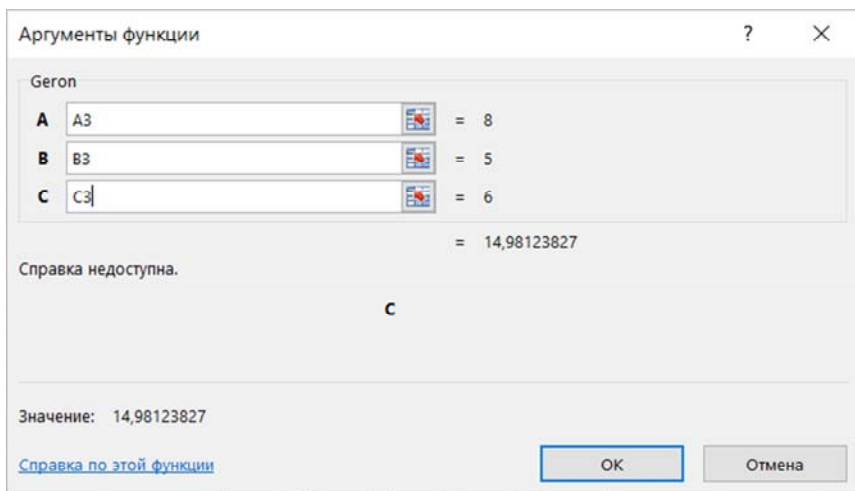 Аргументы функции ? ×
Geron
A A3 = 8
B B3 = 5
C C3 = 6
= 14,98123827
Справка недоступна.
C
Значение: 14,98123827
Справка по этой функции ОК Отмена